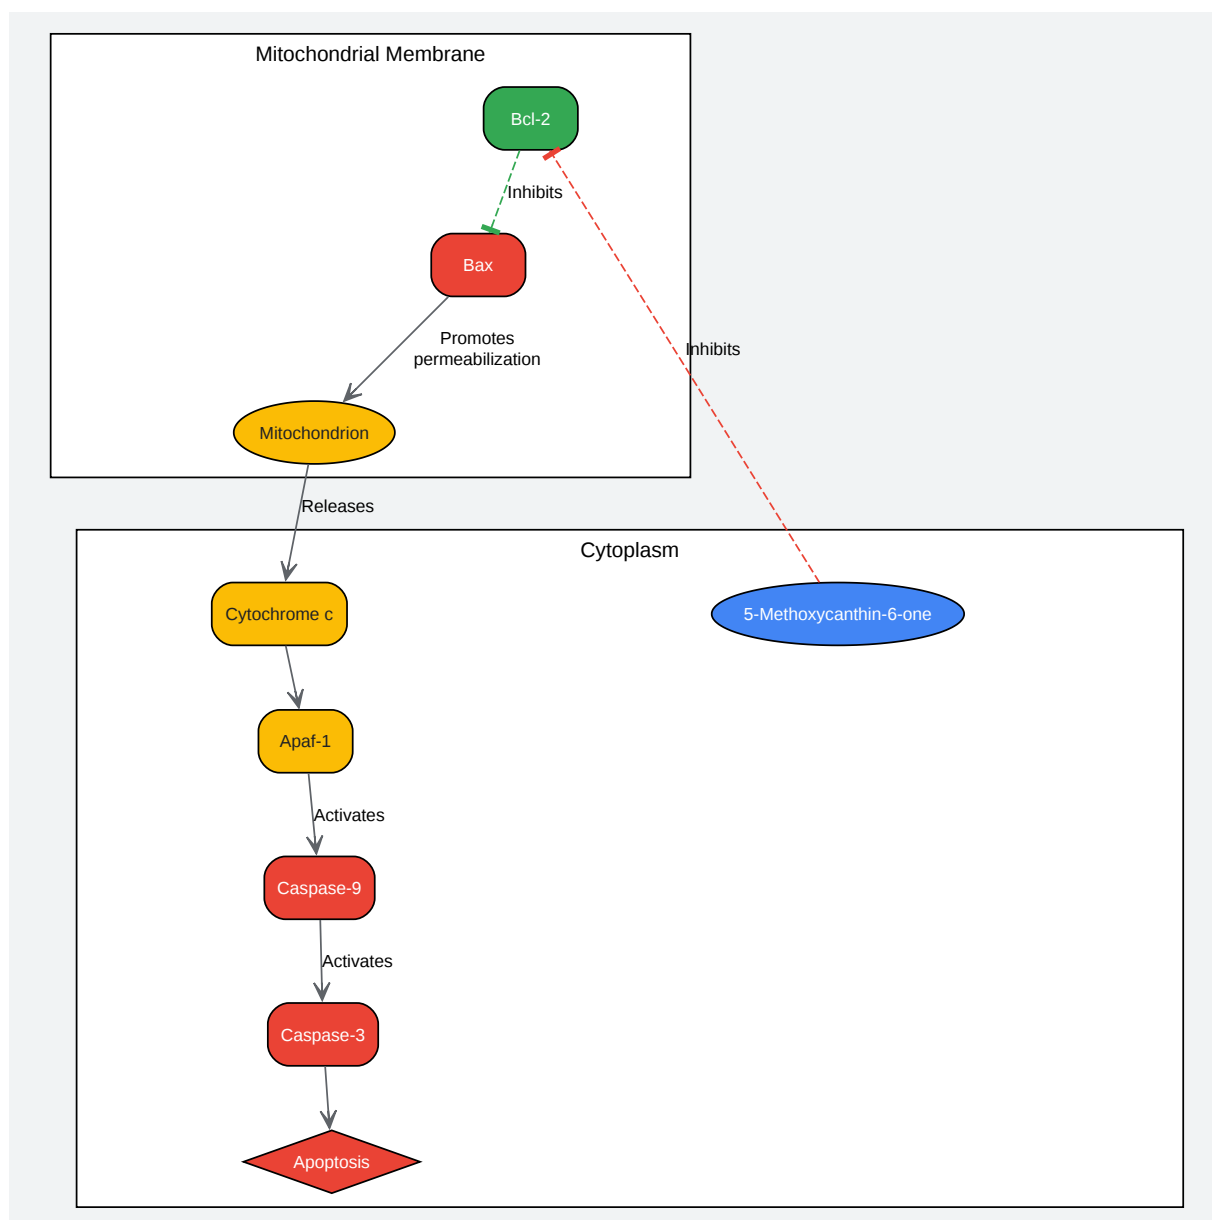 Mitochondrial Membrane
Bcl-2
Inhibits
Bax
Promotes
permeabilization
Inhibits
Mitochondrion
Releases
Cytoplasm
Cytochrome c
5-Methoxycanthin-6-one
Apaf-1
Activates
Caspase-9
Activates
Caspase-3
Apoptosis